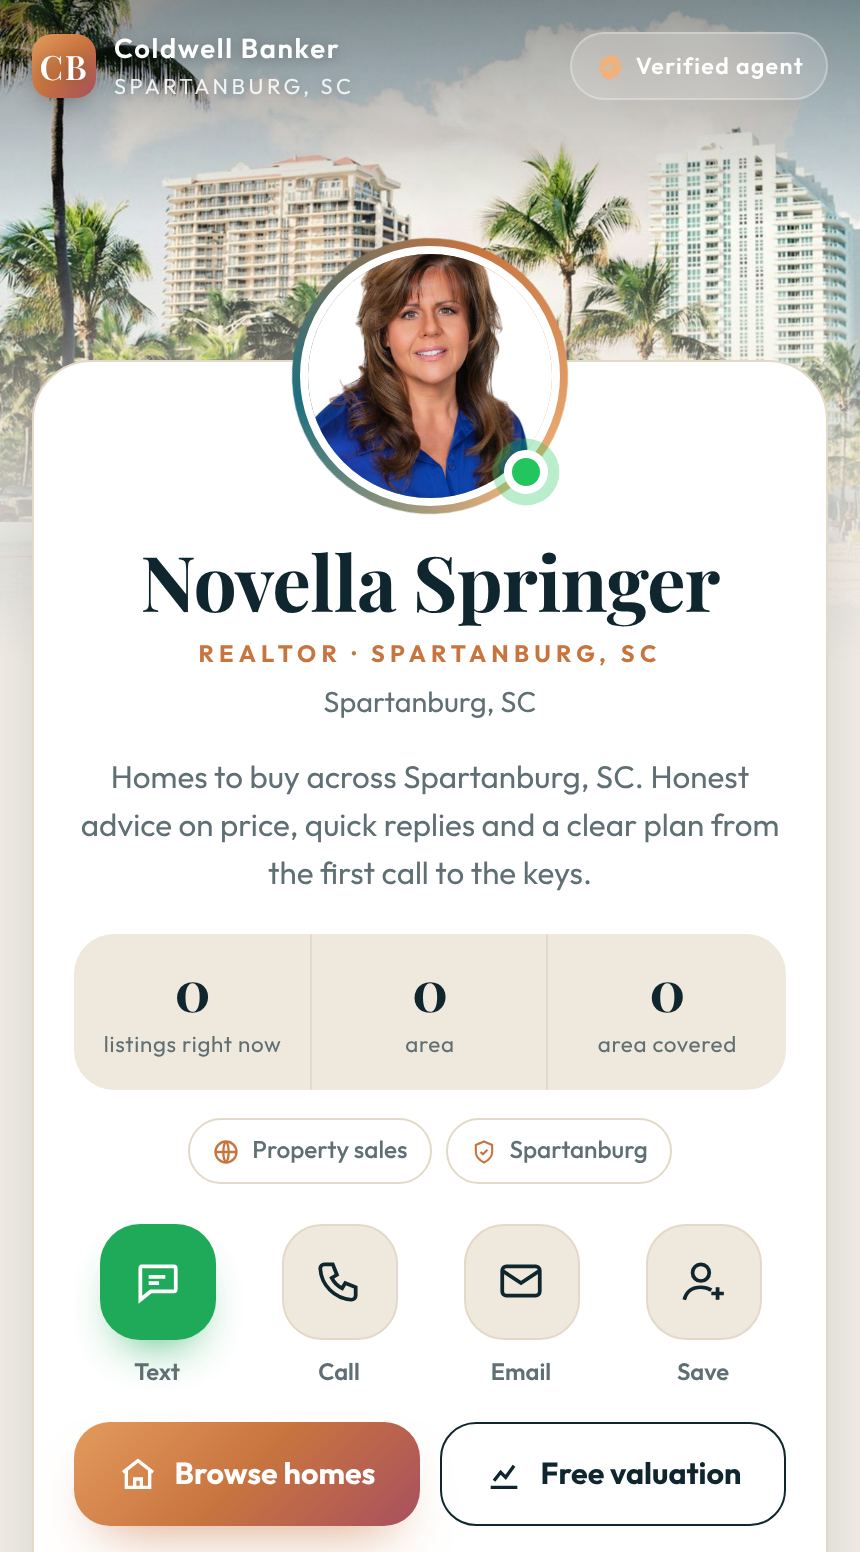 CB
Coldwell Banker
SPARTANBURG, SC
Verified agent
Novella Springer
REALTOR · SPARTANBURG, SC
Spartanburg, SC
Homes to buy across Spartanburg, SC. Honest
advice on price, quick replies and a clear plan from
the first call to the keys.
0 0 0
listings right now area area covered
Property sales Spartanburg
Text Call Email Save
Browse homes Free valuation